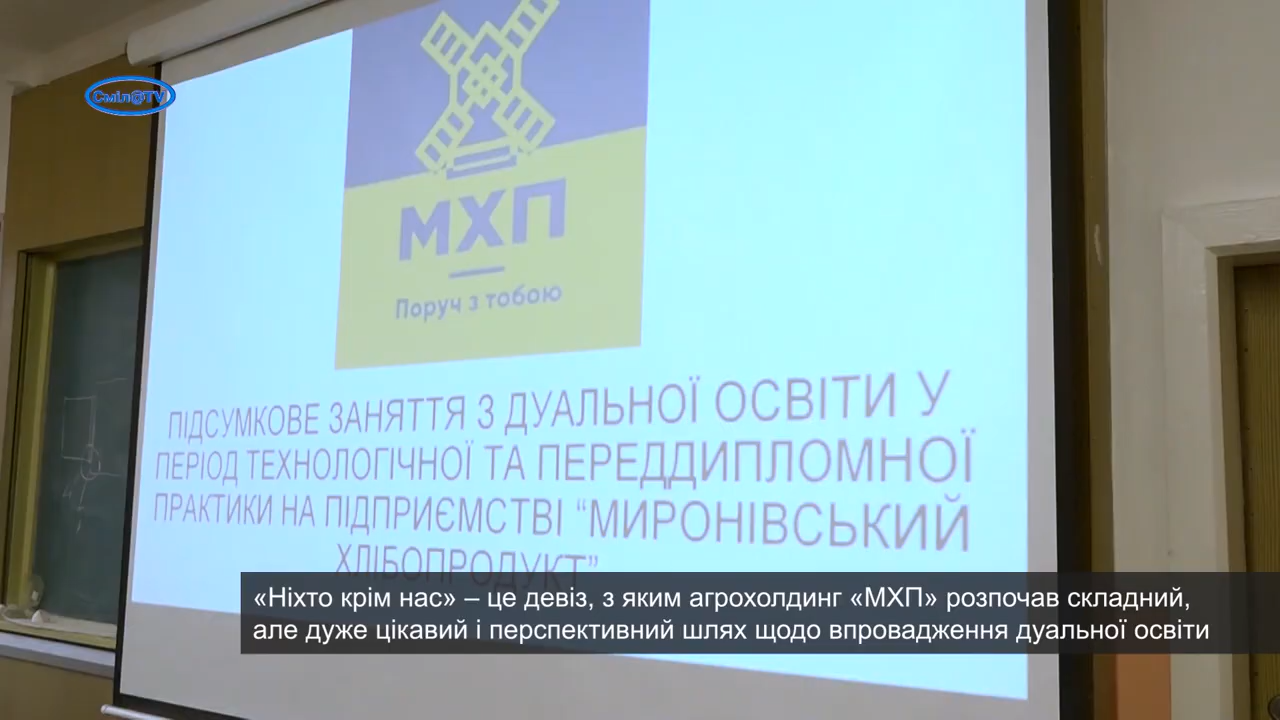 Сміл@TV
МХП
Поруч з тобою
ПІДСУМКОВЕ ЗАНЯТТЯ З ДУАЛЬНОЇ ОСВІТИ У
ПЕРІОД ТЕХНОЛОГІЧНОЇ ТА ПЕРЕДДИПЛОМНОЇ
ПРАКТИКИ НА ПІДПРИЄМСТВІ “МИРОНІВСЬКИЙ
ХЛІБОПРОДУКТ”
«Ніхто крім нас» – це девіз, з яким агрохолдинг «МХП» розпочав складний,
але дуже цікавий і перспективний шлях щодо впровадження дуальної освіти